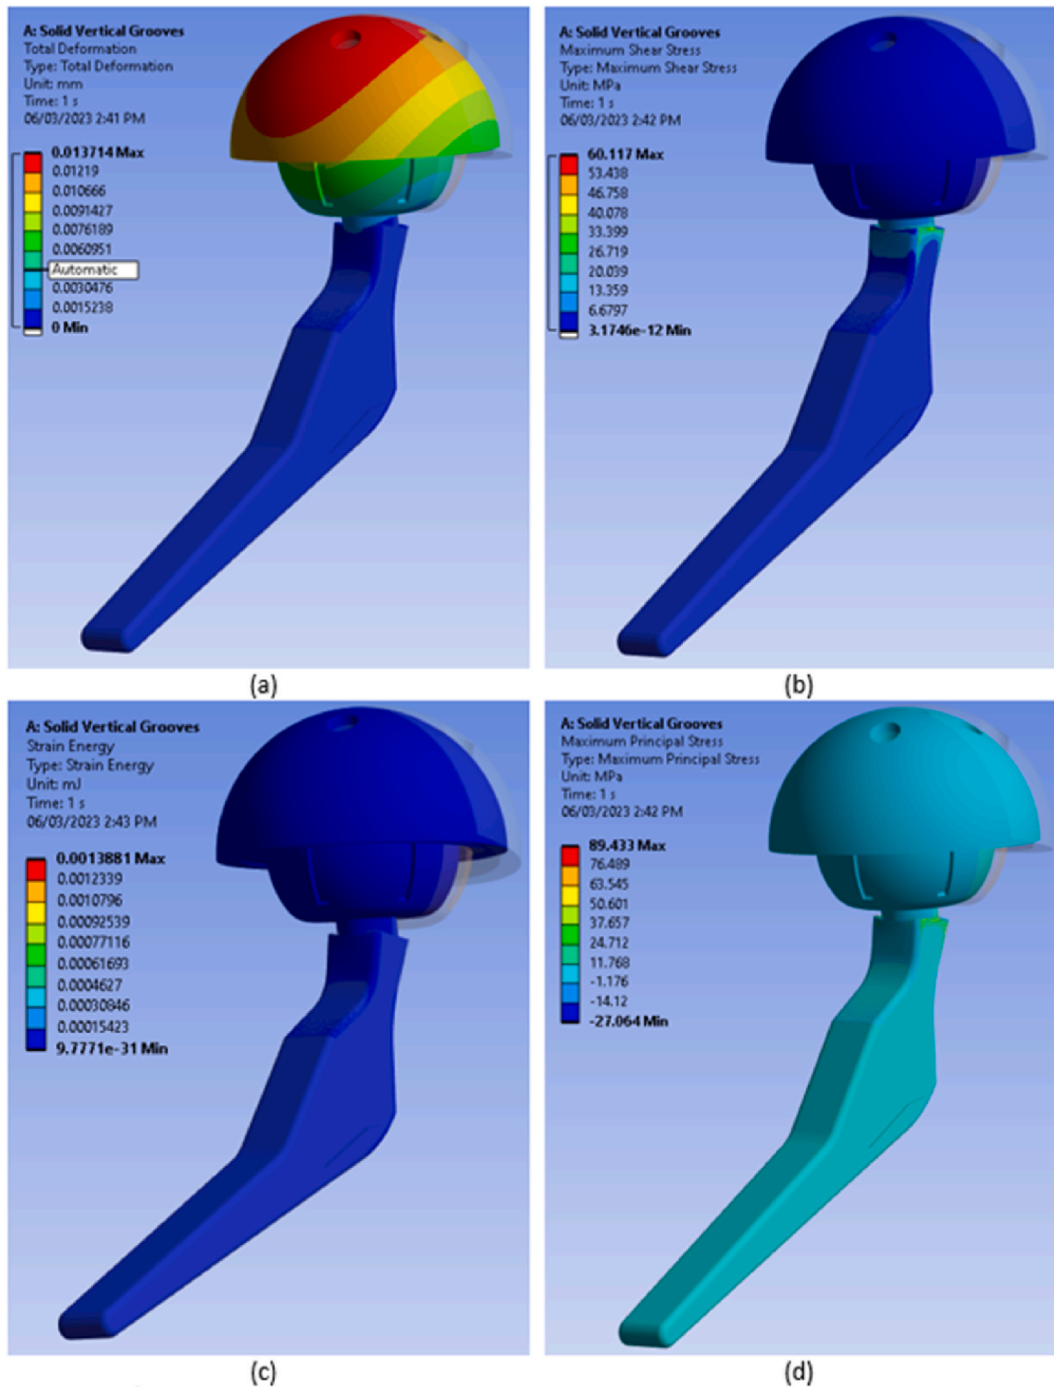 A: Solid Vertical Grooves
Total Deformation
Type: Total Deformation
Unit: mm
Time: 1 s
06/03/2023 2:41 PM
0.013714 Max
0.01219
0.010666
0.0091427
0.0076189
0.0060951
Automatic
0.0030476
0.0015238
0 Min
(a)
A: Solid Vertical Grooves
Maximum Shear Stress
Type: Maximum Shear Stress
Unit: MPa
Time: 1 s
06/03/2023 2:42 PM
60.117 Max
53.438
46.758
40.078
33.399
26.719
20.039
13.359
6.6797
3.1746e-12 Min
(b)
A: Solid Vertical Grooves
Strain Energy
Type: Strain Energy
Unit: mJ
Time: 1 s
06/03/2023 2:43 PM
0.0013881 Max
0.0012339
0.0010796
0.00092539
0.00077116
0.00061693
0.0004627
0.00030846
0.00015423
9.7771e-31 Min
(c)
A: Solid Vertical Grooves
Maximum Principal Stress
Type: Maximum Principal Stress
Unit: MPa
Time: 1 s
06/03/2023 2:42 PM
89.433 Max
76.489
63.545
50.601
37.657
24.712
11.768
-1.176
-14.12
-27.064 Min
(d)